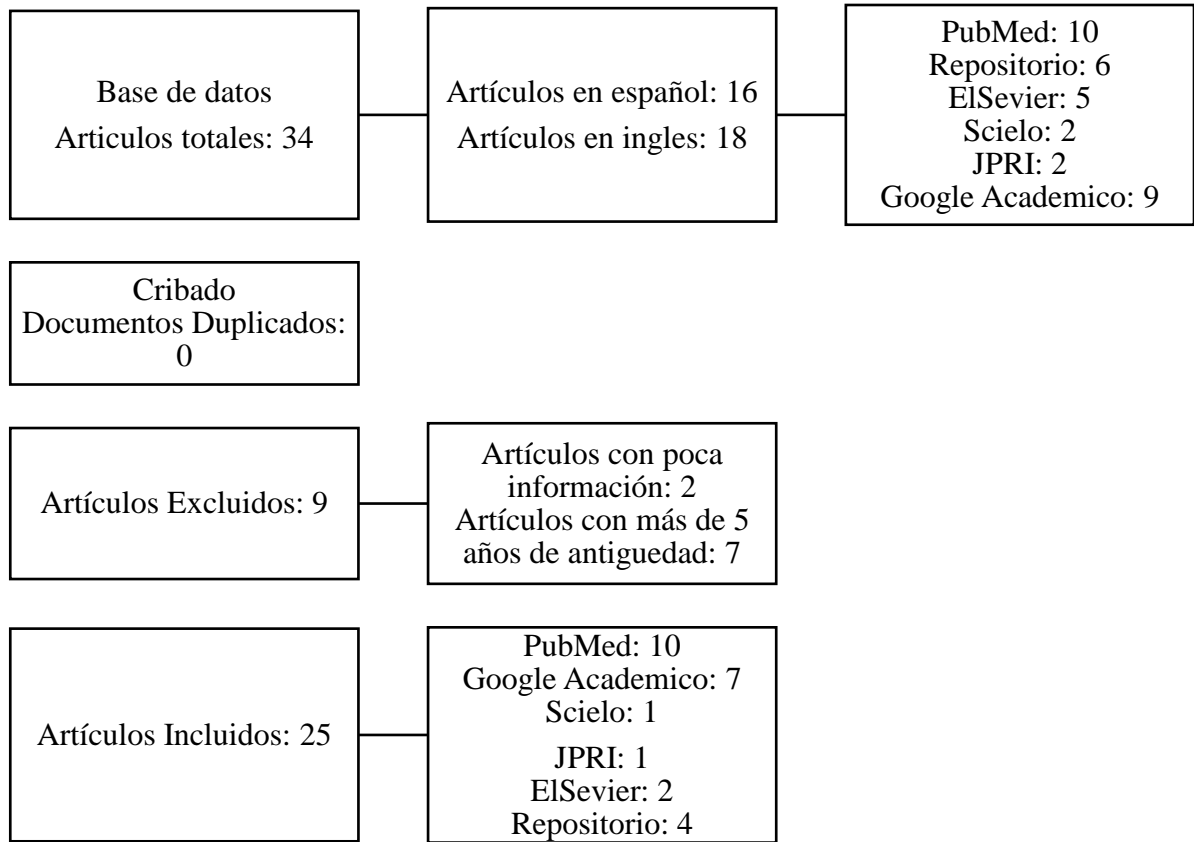 Base de datos
Articulos totales: 34
Artículos en español: 16
Artículos en ingles: 18
PubMed: 10
Repositorio: 6
ElSevier: 5
Scielo: 2
JPRI: 2
Google Academico: 9
Cribado
Documentos Duplicados:
0
Artículos Excluidos: 9
Artículos con poca
información: 2
Artículos con más de 5
años de antiguedad: 7
Artículos Incluidos: 25
PubMed: 10
Google Academico: 7
Scielo: 1
JPRI: 1
ElSevier: 2
Repositorio: 4